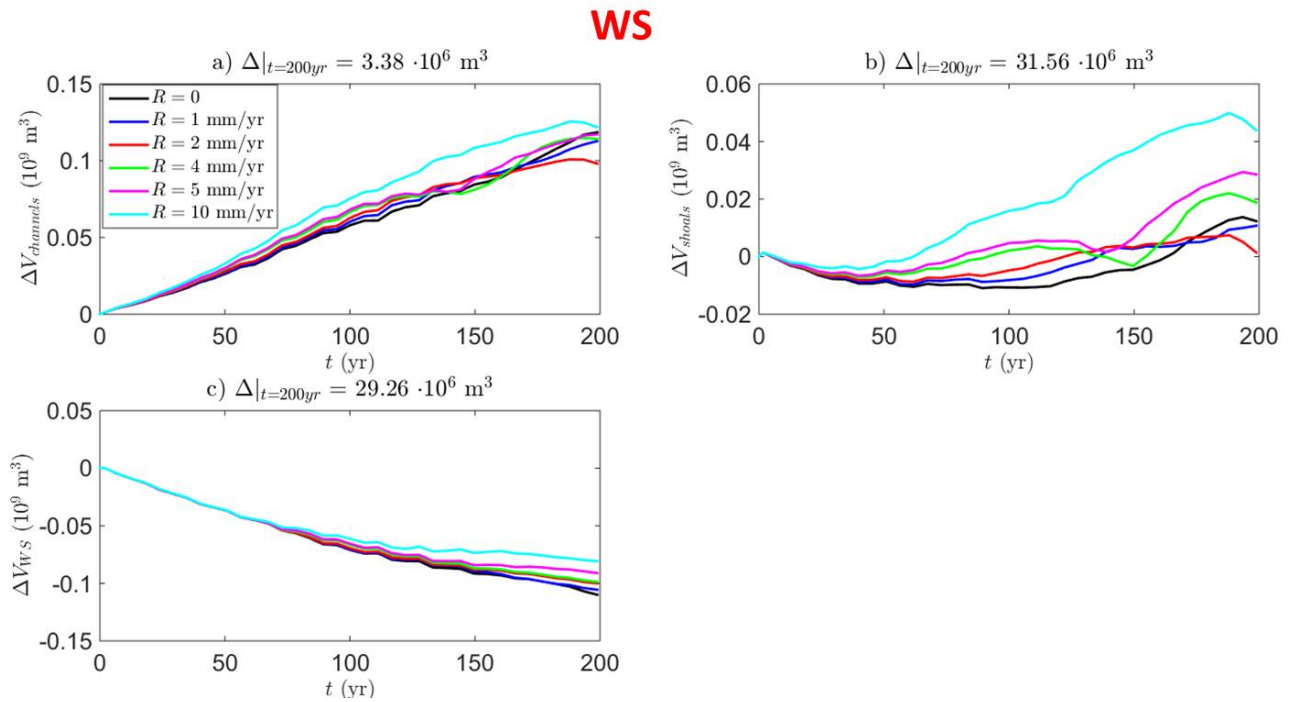 WS
a) Δ|t=200yr = 3.38 ·10⁶ m³
0.15
0.1
0.05
0
ΔVchannels (10⁹ m³)
R = 0
R = 1 mm/yr
R = 2 mm/yr
R = 4 mm/yr
R = 5 mm/yr
R = 10 mm/yr
0 50 100 150 200
t (yr)
b) Δ|t=200yr = 31.56 ·10⁶ m³
0.06
0.04
0.02
0
-0.02
ΔVshoals (10⁹ m³)
0 50 100 150 200
t (yr)
c) Δ|t=200yr = 29.26 ·10⁶ m³
0.05
0
-0.05
-0.1
-0.15
ΔVWS (10⁹ m³)
0 50 100 150 200
t (yr)